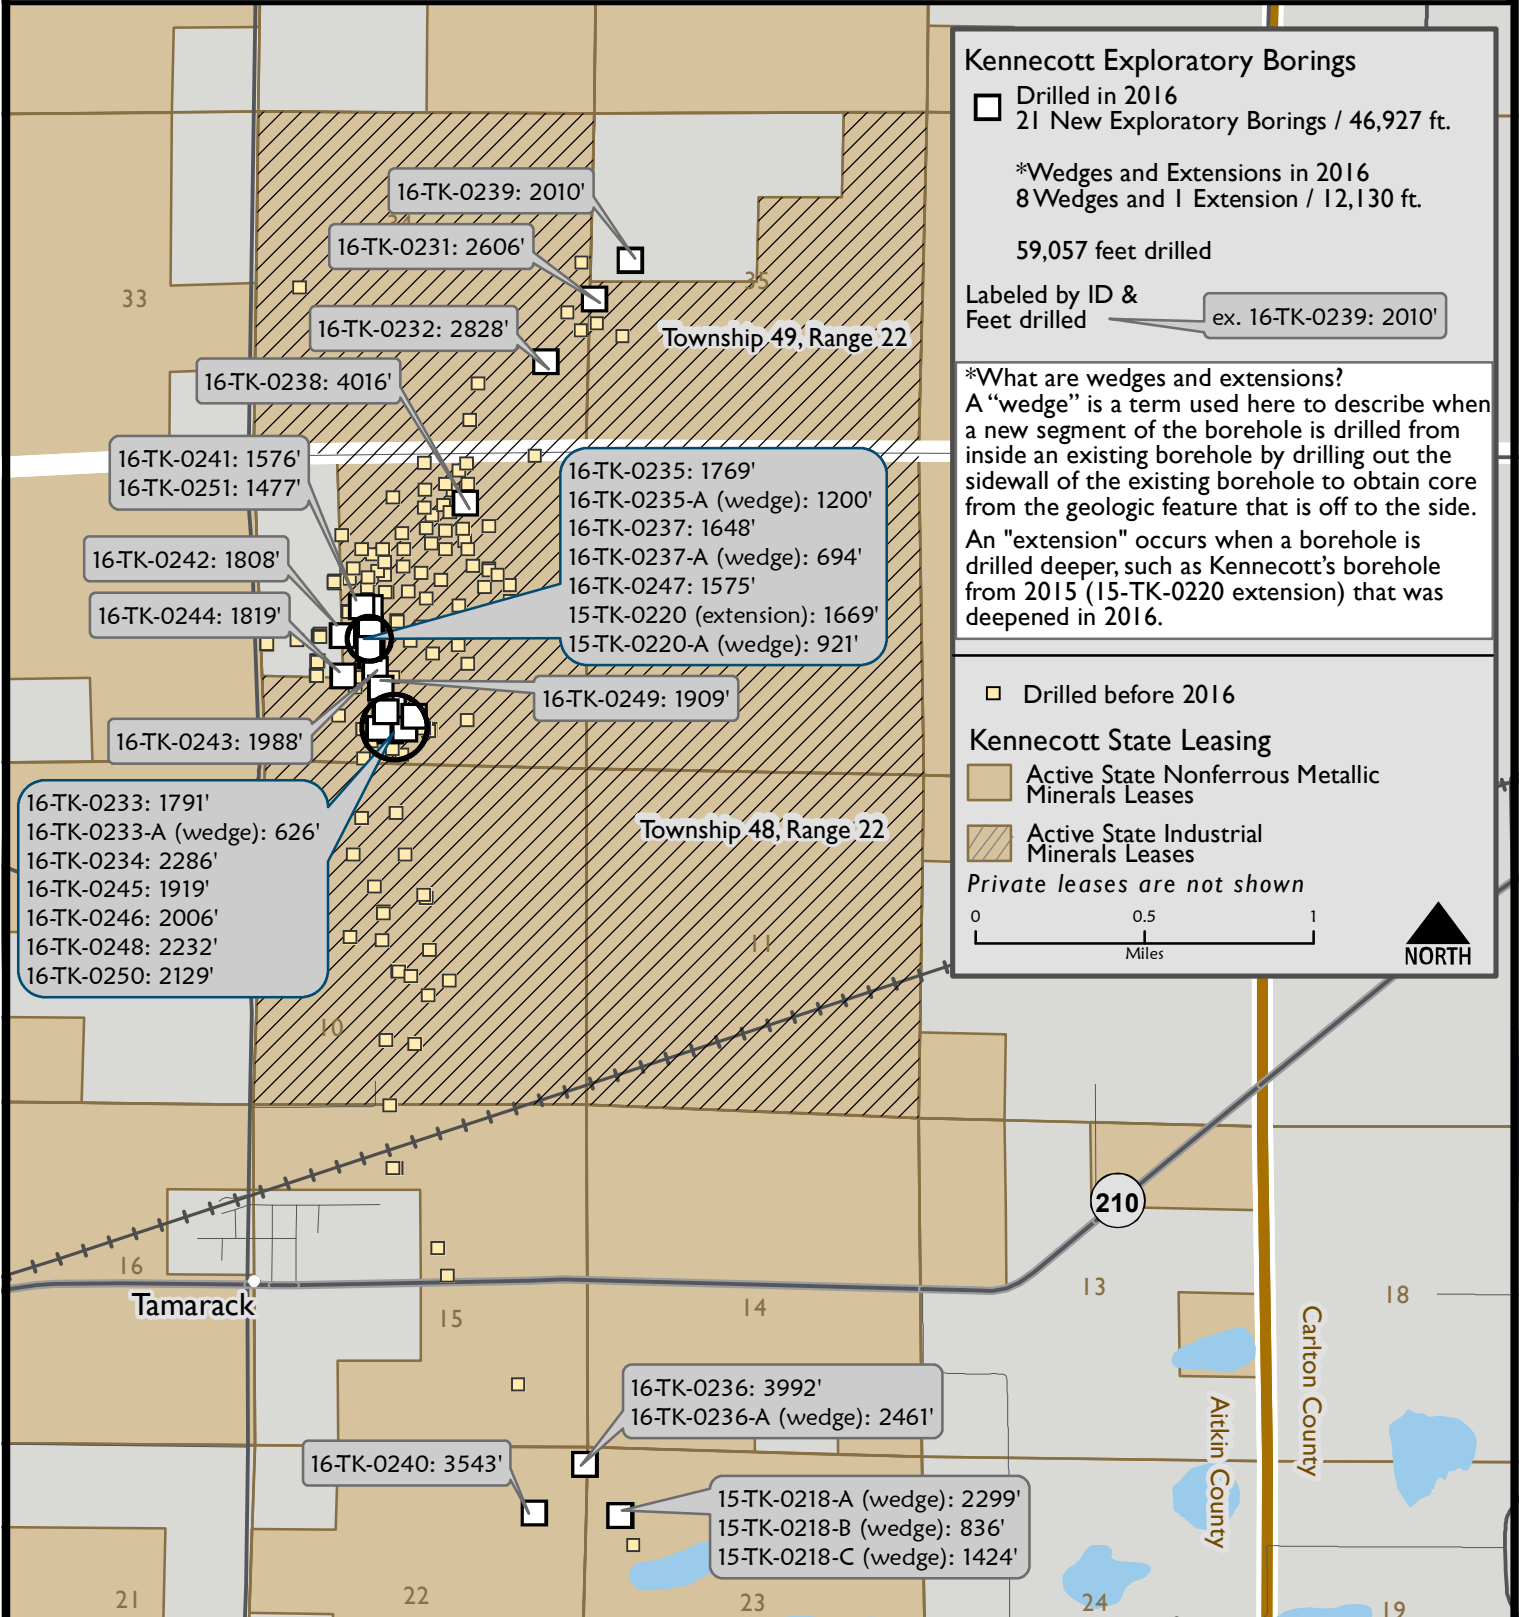 Kennecott Exploratory Borings
Drilled in 2016
21 New Exploratory Borings / 46,927 ft.
*Wedges and Extensions in 2016
8 Wedges and 1 Extension / 12,130 ft.
59,057 feet drilled
Labeled by ID &
Feet drilled
ex. 16-TK-0239: 2010'
*What are wedges and extensions?
A “wedge” is a term used here to describe when
a new segment of the borehole is drilled from
inside an existing borehole by drilling out the
sidewall of the existing borehole to obtain core
from the geologic feature that is off to the side.
An "extension" occurs when a borehole is
drilled deeper, such as Kennecott’s borehole
from 2015 (15-TK-0220 extension) that was
deepened in 2016.
Drilled before 2016
Kennecott State Leasing
Active State Nonferrous Metallic
Minerals Leases
Active State Industrial
Minerals Leases
Private leases are not shown
0
0.5
1
Miles
NORTH
16-TK-0239: 2010'
34
16-TK-0231: 2606'
33
35
16-TK-0232: 2828'
Township 49, Range 22
16-TK-0238: 4016'
16-TK-0241: 1576'
16-TK-0251: 1477'
16-TK-0235: 1769'
16-TK-0235-A (wedge): 1200'
16-TK-0237: 1648'
16-TK-0237-A (wedge): 694'
16-TK-0247: 1575'
15-TK-0220 (extension): 1669'
15-TK-0220-A (wedge): 921'
16-TK-0242: 1808'
16-TK-0244: 1819'
16-TK-0249: 1909'
16-TK-0243: 1988'
16-TK-0233: 1791'
16-TK-0233-A (wedge): 626'
16-TK-0234: 2286'
16-TK-0245: 1919'
16-TK-0246: 2006'
16-TK-0248: 2232'
16-TK-0250: 2129'
Township 48, Range 22
11
10
210
16
Tamarack
15
14
13
18
Carlton County
Aitkin County
16-TK-0236: 3992'
16-TK-0236-A (wedge): 2461'
16-TK-0240: 3543'
15-TK-0218-A (wedge): 2299'
15-TK-0218-B (wedge): 836'
15-TK-0218-C (wedge): 1424'
21
22
23
24
19